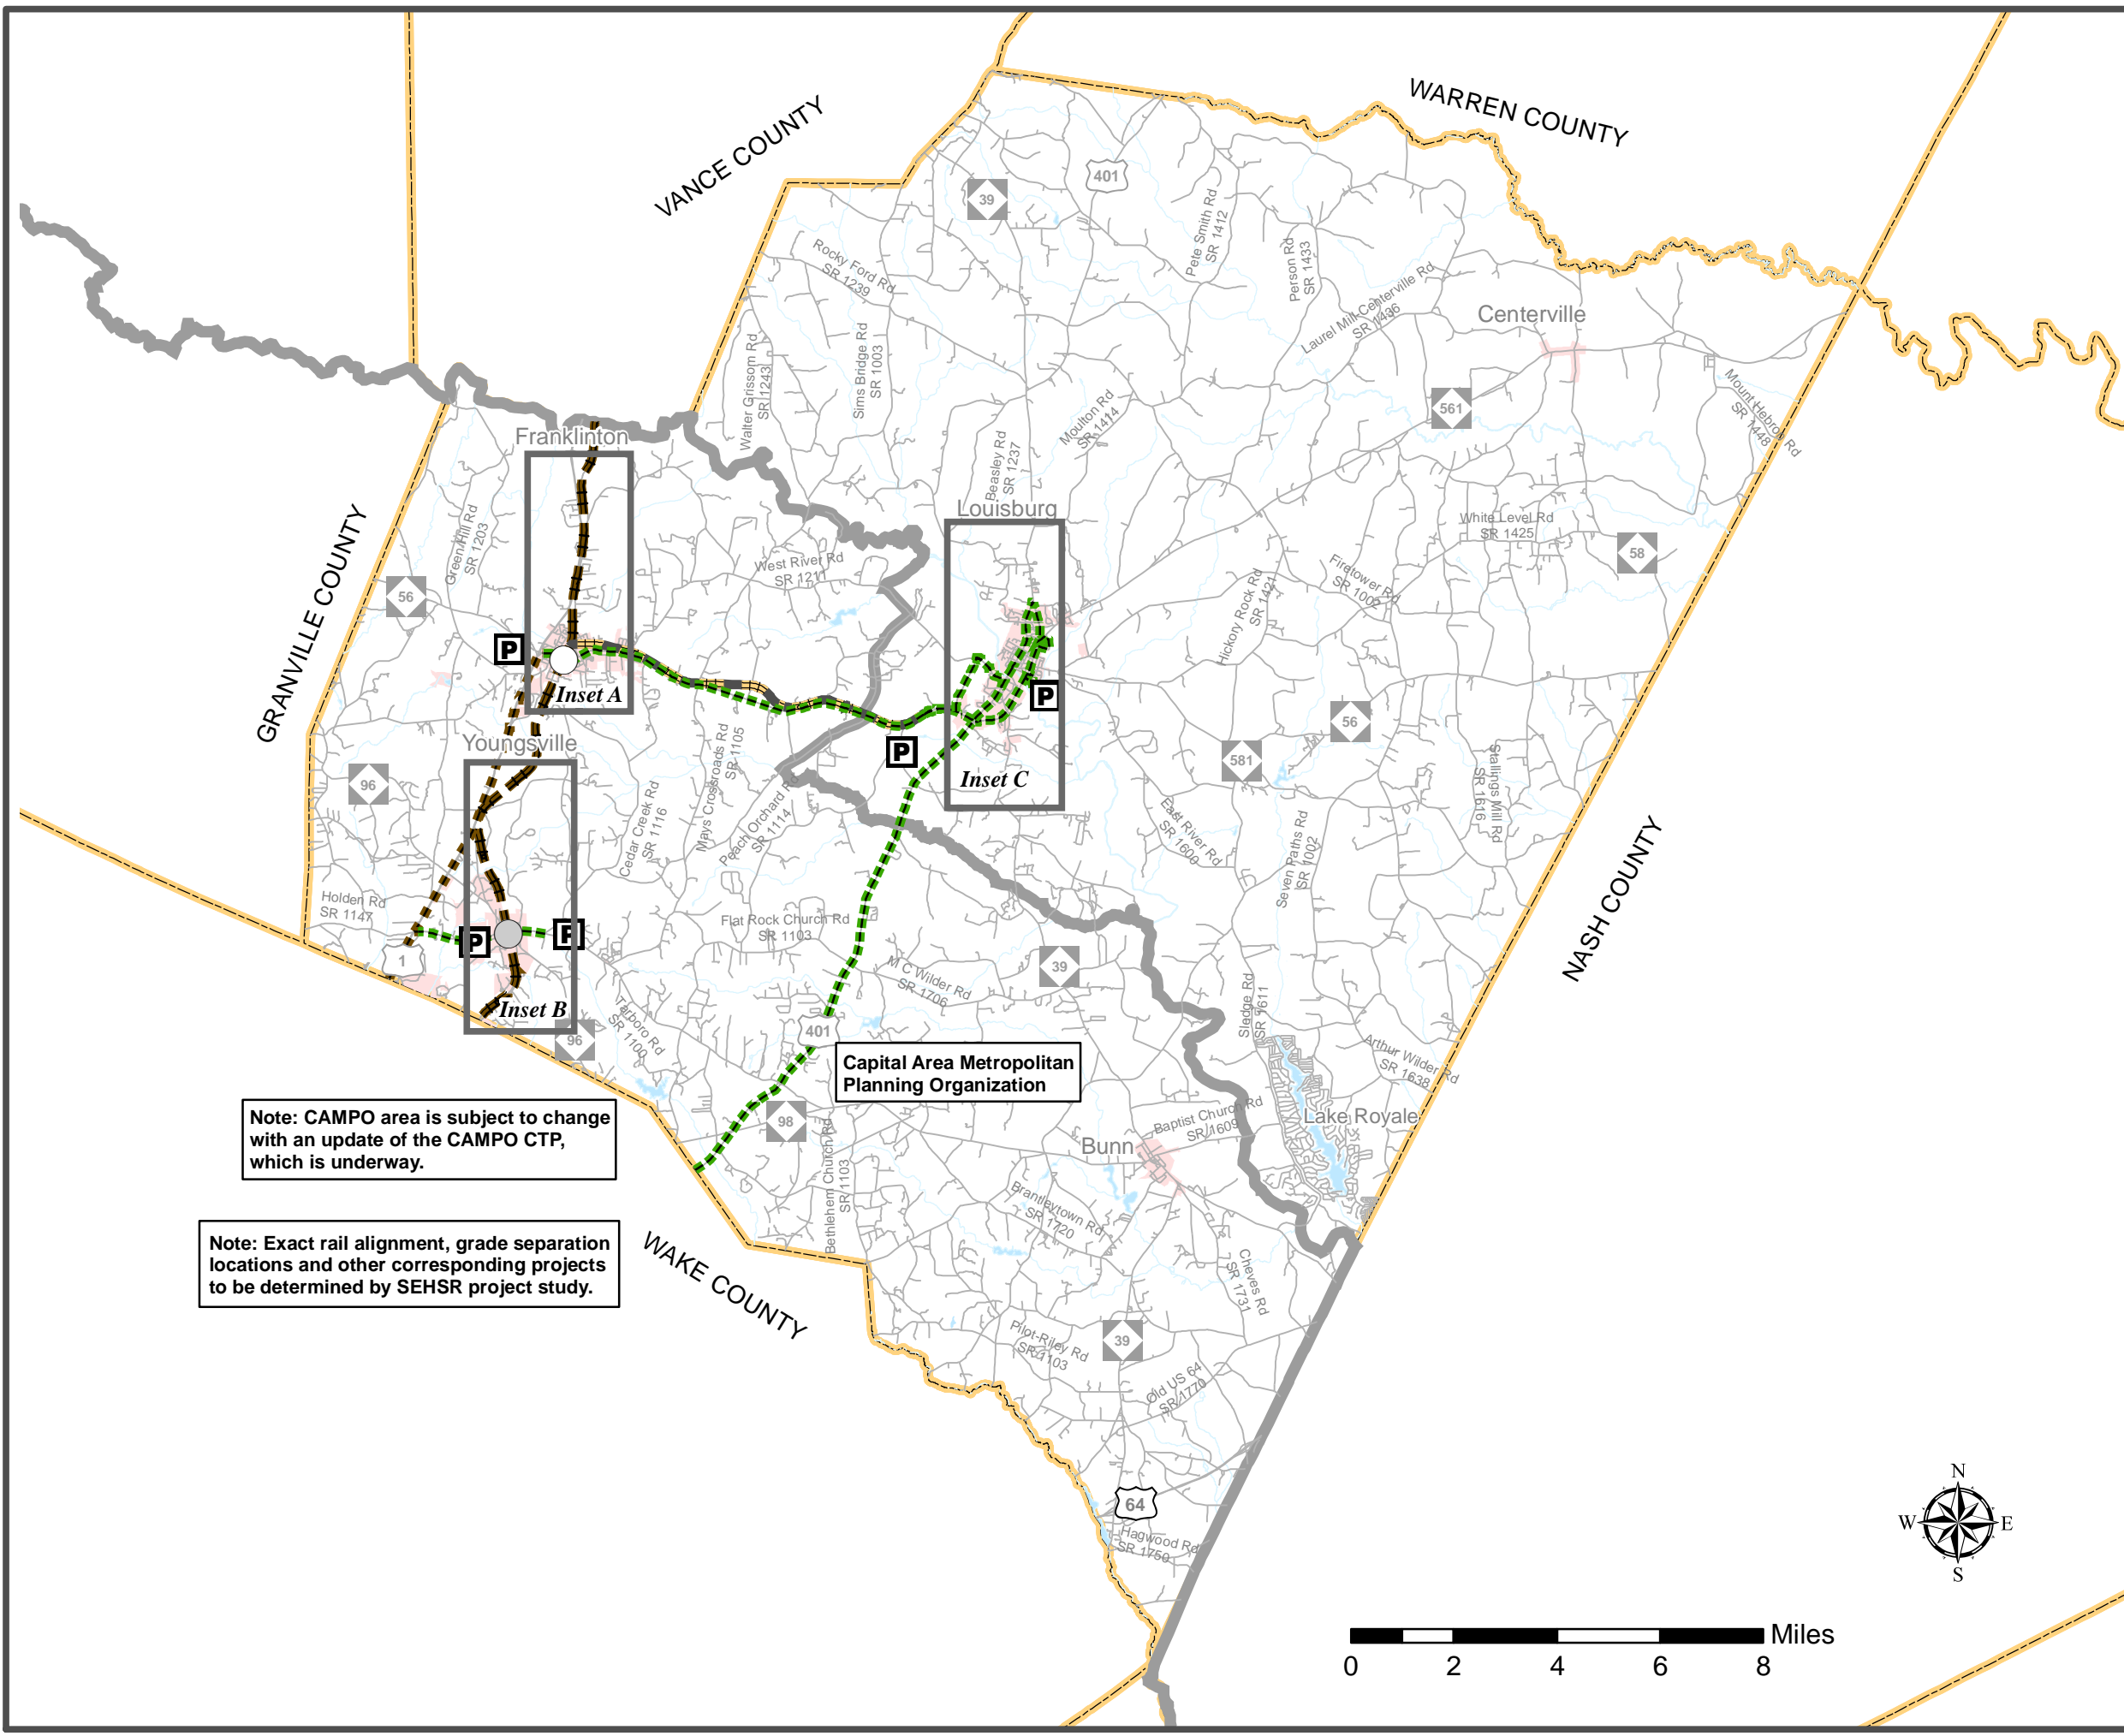 WARREN COUNTY
VANCE COUNTY
401
39
Pete Smith Rd
SR 1412
Person Rd
SR 1433
Rocky Ford Rd
SR 1239
Laurel Mill-Centerville Rd
SR 1436
Centerville
Walter Grissom Rd
SR 1243
Sims Bridge Rd
SR 1003
Moulton Rd
SR 1414
561
Mount Hebron Rd
SR 1448
Franklinton
Beasley Rd
SR 1237
Louisburg
White Level Rd
SR 1425
58
GRANVILLE COUNTY
Green Hill Rd
SR 1203
56
West River Rd
SR 1211
Firetower Rd
SR 1002
Hickory Rock Rd
SR 1421
P
Inset A
P
56
Youngsville
P
581
Inset C
96
Mays Crossroads Rd
SR 1105
Stallings Mill Rd
SR 1616
Cedar Creek Rd
SR 1116
Peach Orchard Rd
SR 1114
East River Rd
SR 1600
Seven Paths Rd
SR 1002
NASH COUNTY
Holden Rd
SR 1147
Flat Rock Church Rd
SR 1103
P
P
1
M C Wilder Rd
SR 1706
39
Inset B
Sledge Rd
SR 1611
96
Tarboro Rd
SR 1100
401
Capital Area Metropolitan
Planning Organization
Arthur Wilder Rd
SR 1638
Note: CAMPO area is subject to change
with an update of the CAMPO CTP,
which is underway.
98
Baptist Church Rd
SR 1609
Lake Royale
Bunn
Bethlehem Church Rd
SR 1103
Brantleytown Rd
SR 1720
Note: Exact rail alignment, grade separation
locations and other corresponding projects
to be determined by SEHSR project study.
WAKE COUNTY
Cheves Rd
SR 1731
Pilot-Riley Rd
SR 1103
39
Old US 64
SR 1770
64
Hagwood Rd
SR 1750
N
W
E
S
Miles
0
2
4
6
8